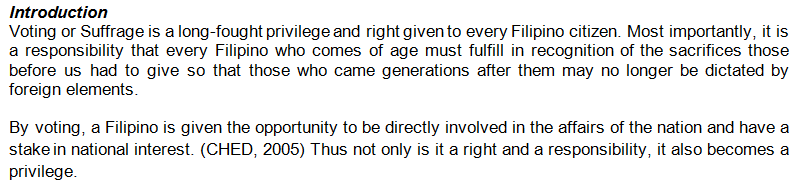 Introduction
Voting or Suffrage is a long-fought privilege and right given to every Filipino citizen. Most importantly, it is
a responsibility that every Filipino who comes of age must fulfill in recognition of the sacrifices those
before us had to give so that those who came generations after them may no longer be dictated by
foreign elements.
By voting, a Filipino is given the opportunity to be directly involved in the affairs of the nation and have a
stake in national interest. (CHED, 2005) Thus not only is it a right and a responsibility, it also becomes a
privilege.